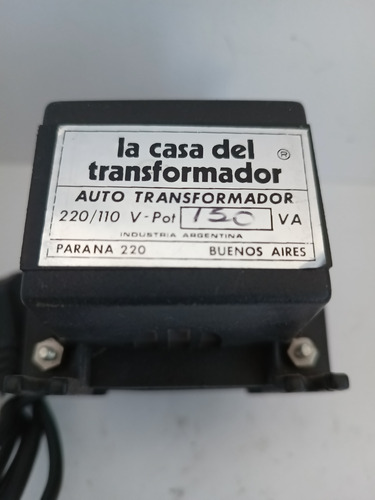 la casa del
transformador ®
AUTO TRANSFORMADOR
220/110 V-Pot 150 VA
INDUSTRIA ARGENTINA
PARANA 220 BUENOS AIRES